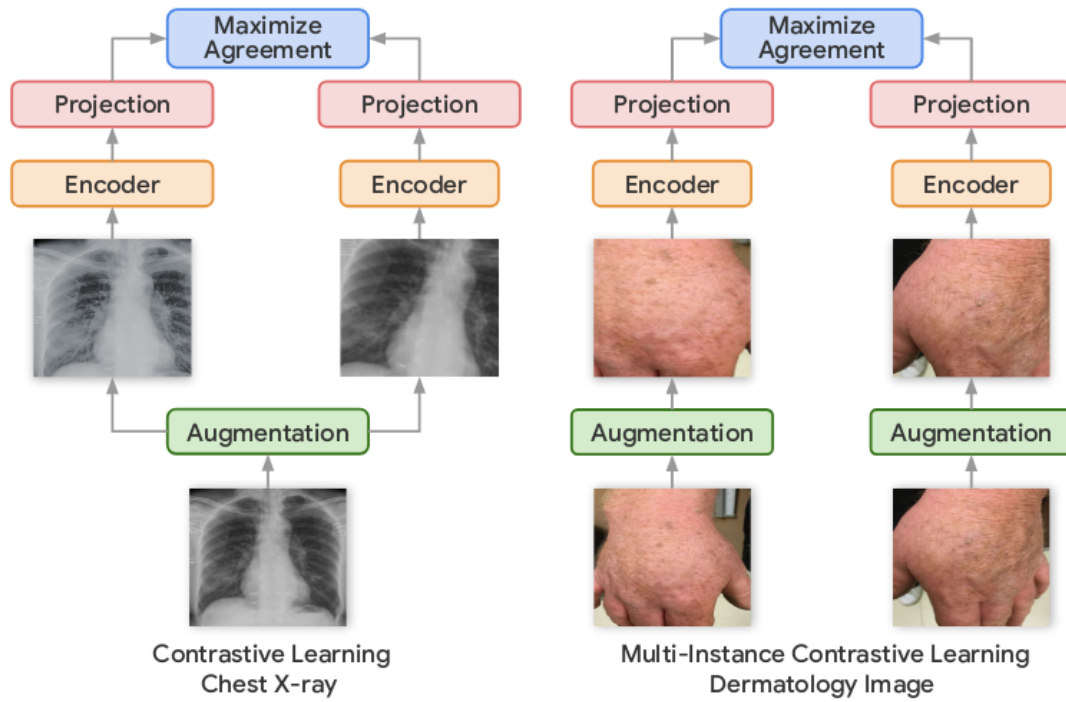 Maximize
Agreement
Maximize
Agreement
Projection
Projection
Projection
Projection
Encoder
Encoder
Encoder
Encoder
Augmentation
Augmentation
Augmentation
Contrastive Learning
Chest X-ray
Multi-Instance Contrastive Learning
Dermatology Image